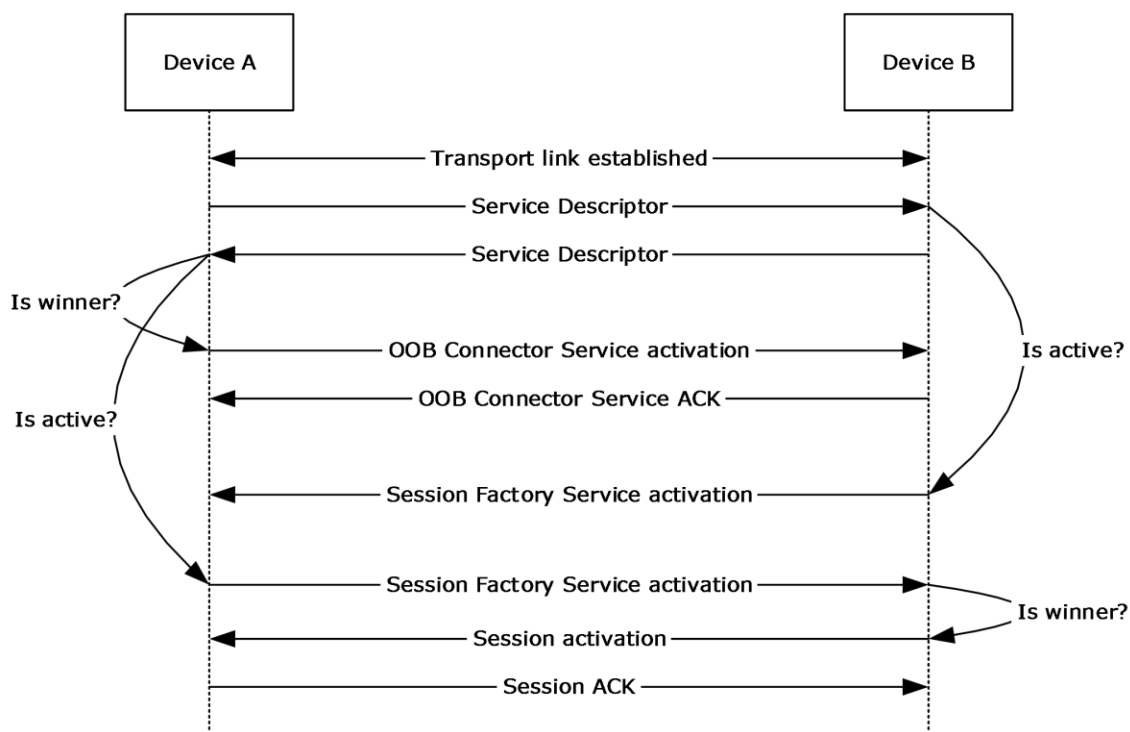 Device A
Device B
Transport link established
Service Descriptor
Service Descriptor
Is winner?
OOB Connector Service activation
Is active?
OOB Connector Service ACK
Is active?
Session Factory Service activation
Session Factory Service activation
Is winner?
Session activation
Session ACK